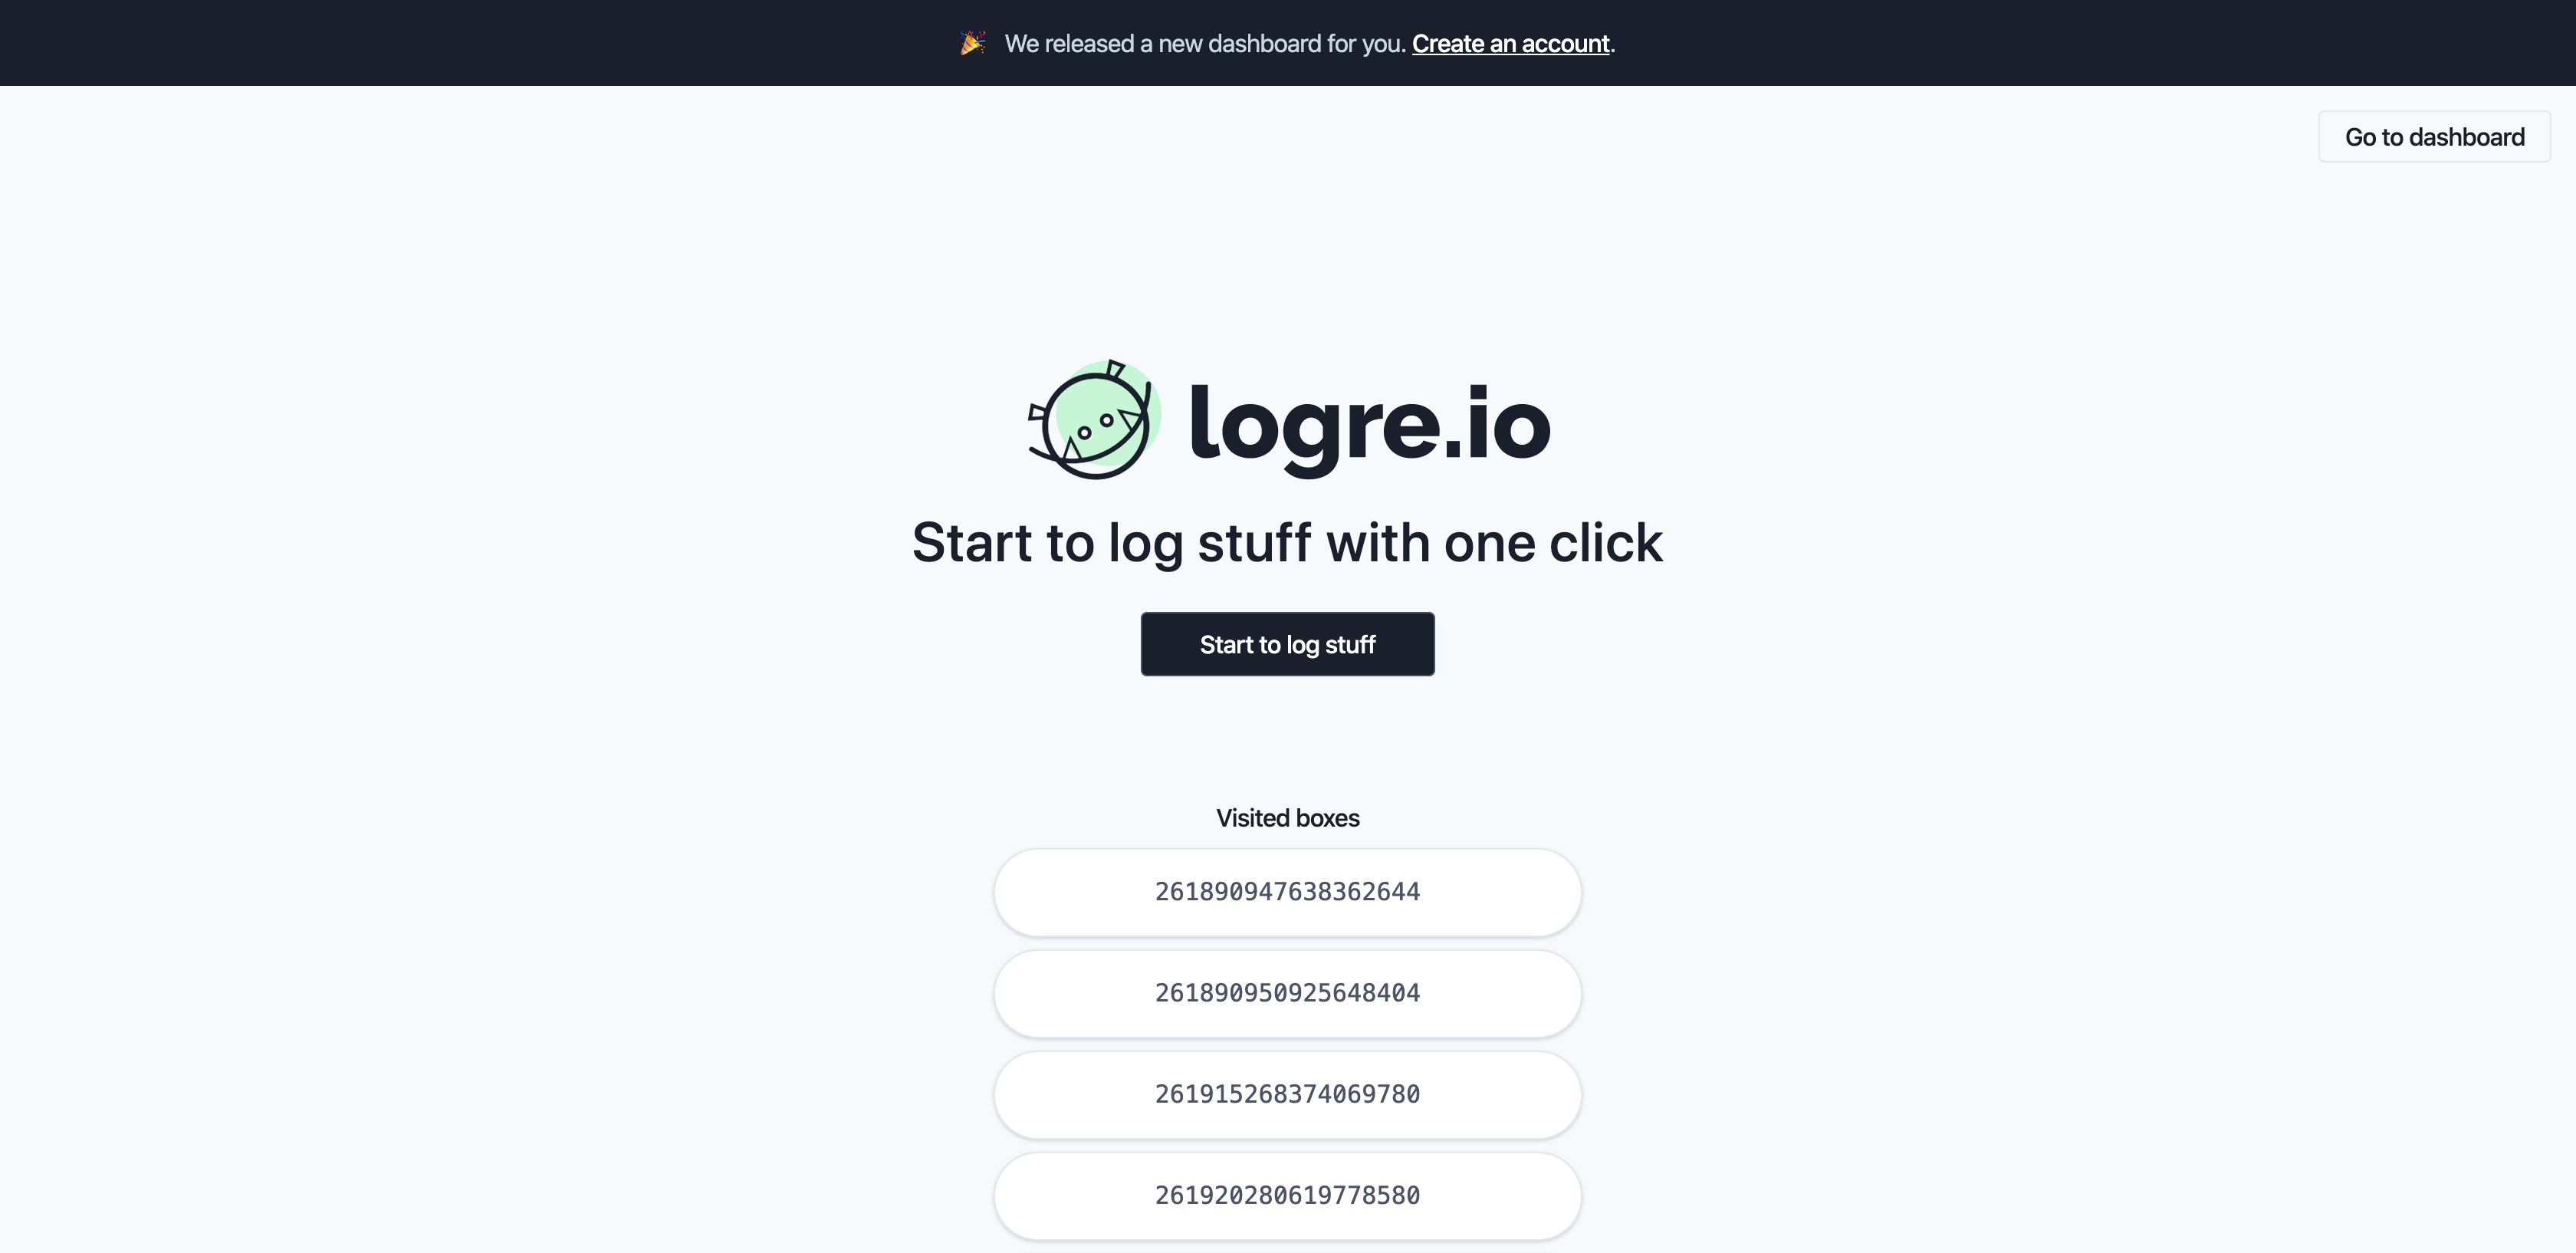 🎉 We released a new dashboard for you. Create an account.
Go to dashboard
logre.io
Start to log stuff with one click
Start to log stuff
Visited boxes
261890947638362644
261890950925648404
261915268374069780
261920280619778580